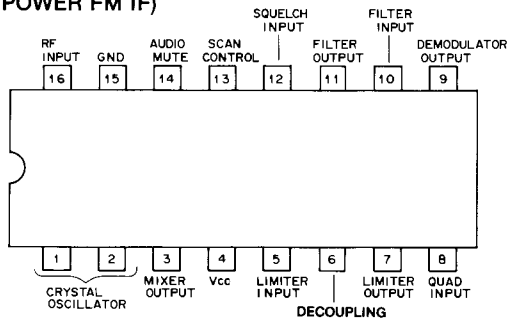 POWER FM IF)
SQUELCH
INPUT
FILTER
INPUT
RF
INPUT
GND
AUDIO
MUTE
SCAN
CONTROL
FILTER
OUTPUT
DEMODULATOR
OUTPUT
16 15 14 13 12 11 10 9
1 2 3 4 5 6 7 8
CRYSTAL
OSCILLATOR
MIXER
OUTPUT
Vcc
LIMITER
INPUT
DECOUPLING
LIMITER
OUTPUT
QUAD
INPUT